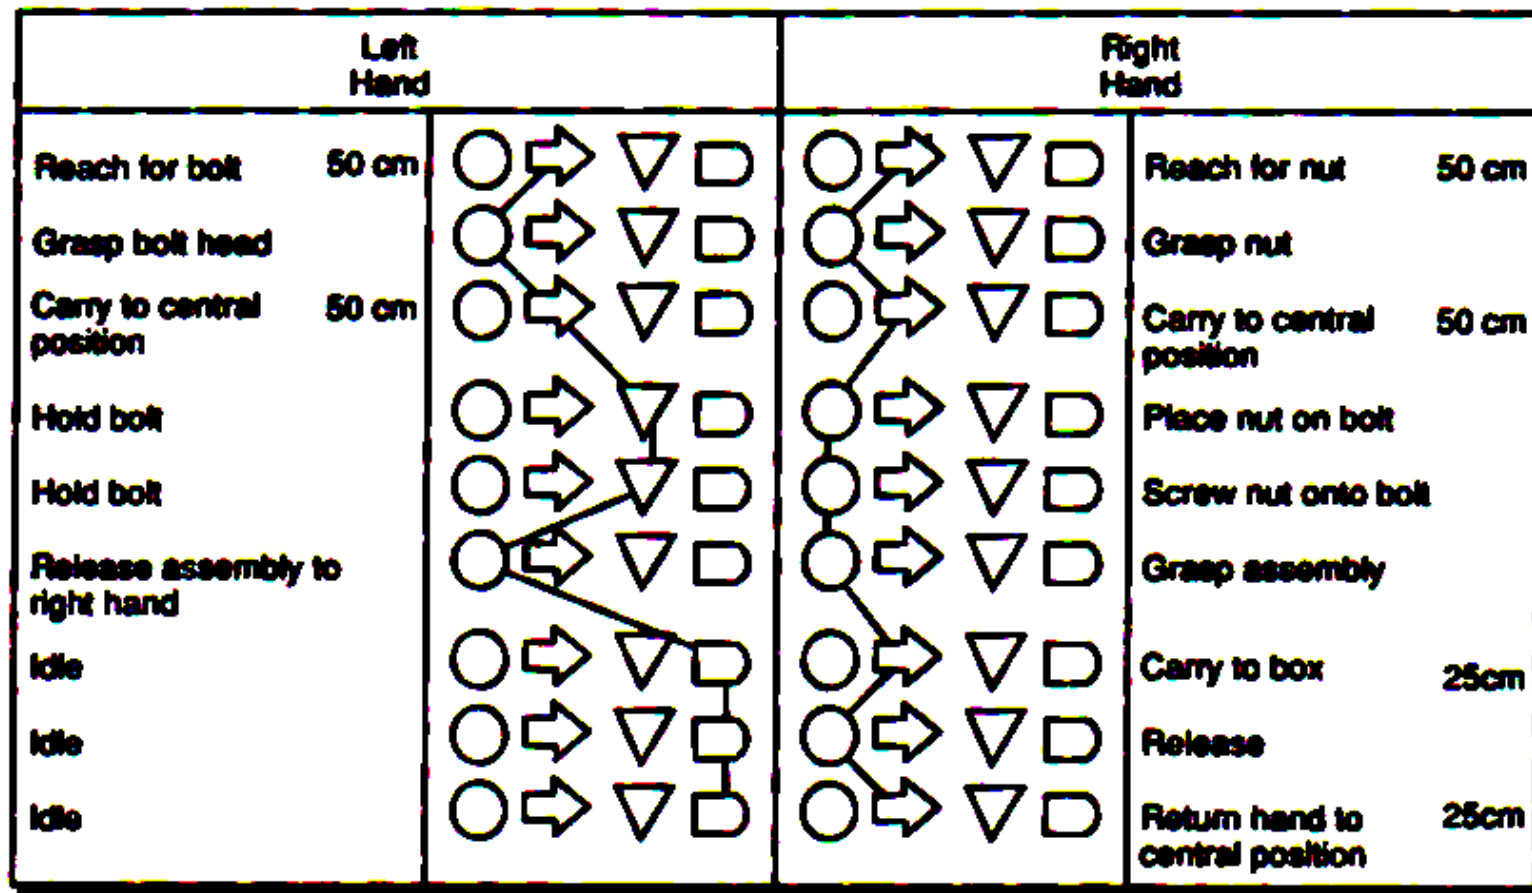 Left
Hand
Right
Hand
Reach for bolt 50 cm
Reach for nut 50 cm
Grasp bolt head
Grasp nut
Carry to central 50 cm
position
Carry to central 50 cm
position
Hold bolt
Place nut on bolt
Hold bolt
Screw nut onto bolt
Release assembly to
right hand
Grasp assembly
Idle
Carry to box 25cm
Idle
Release
Idle
Return hand to 25cm
central position